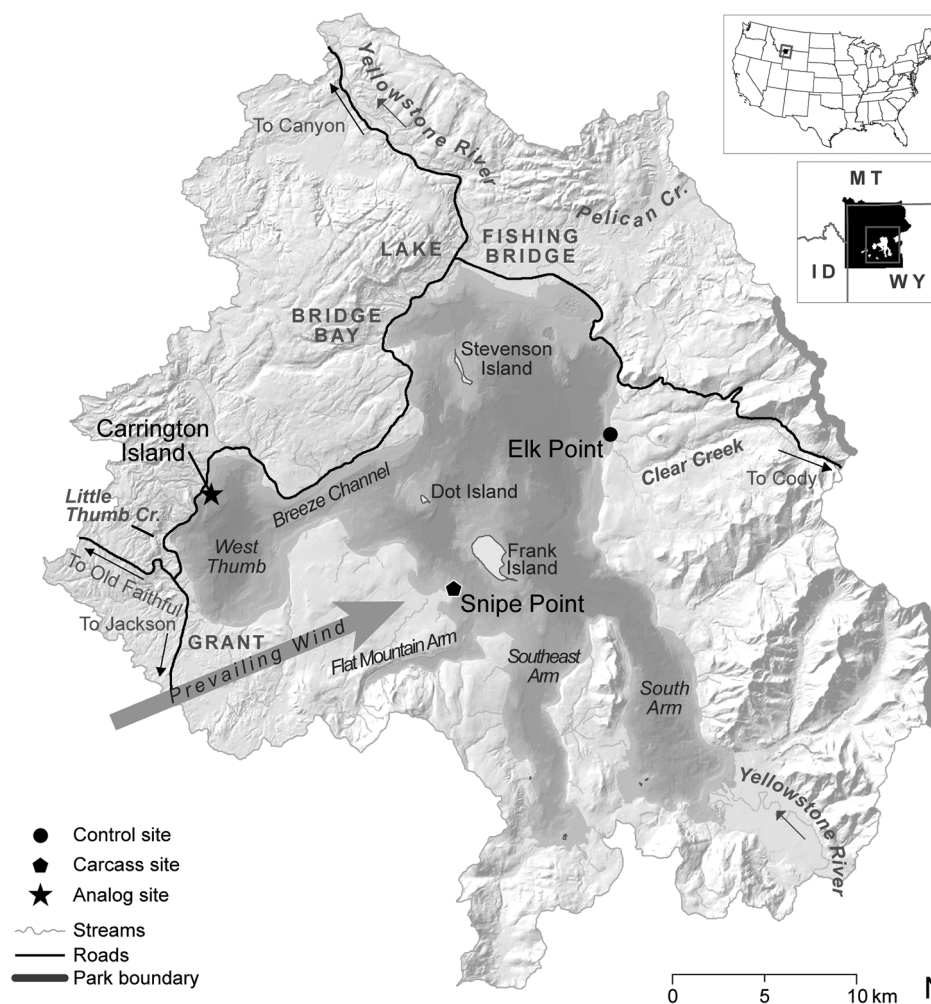 Yellowstone River
To Canyon
Pelican Cr.
MT
ID
WY
LAKE
FISHING
BRIDGE
BRIDGE
BAY
Stevenson
Island
Carrington
Island
Elk Point
Clear Creek
To Cody
Breeze Channel
Dot Island
Little
Thumb Cr.
West
Thumb
Frank
Island
To Old Faithful
Snipe Point
To Jackson
GRANT
Prevailing Wind
Flat Mountain Arm
Southeast
Arm
South
Arm
Yellowstone River
Control site
Carcass site
Analog site
Streams
Roads
Park boundary
0 5 10 km
N